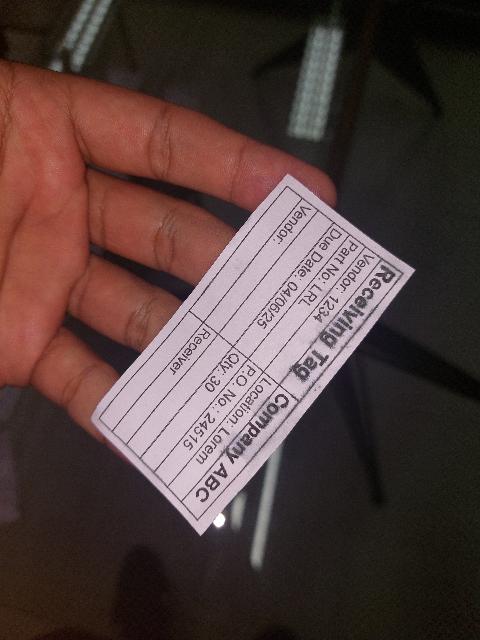 Receiving Tag Company ABC
Vendor: 1234 Location: Lorem
Part No: LRL P.O. No.: 24515
Due Date: 04/06/25 Qty: 30
Vendor: Receiver